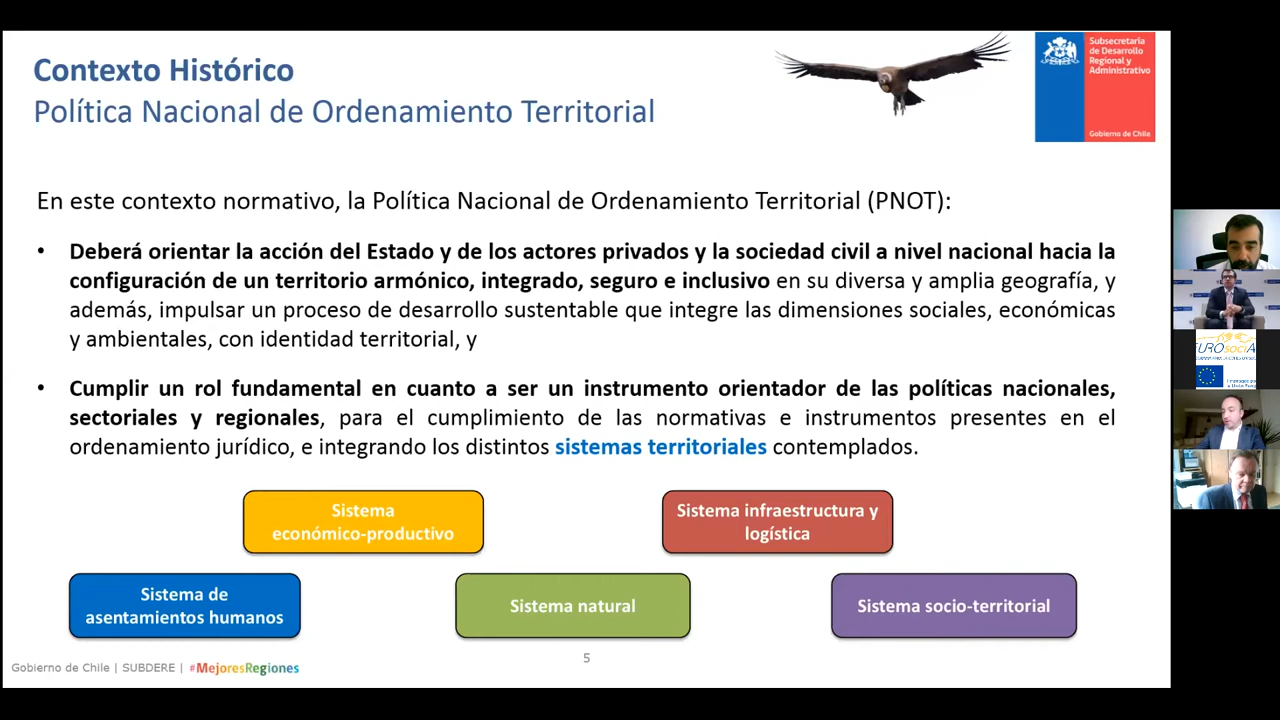 Contexto Histórico
Política Nacional de Ordenamiento Territorial
Subsecretaría
de Desarrollo
Regional y
Administrativo
Gobierno de Chile
En este contexto normativo, la Política Nacional de Ordenamiento Territorial (PNOT):
• Deberá orientar la acción del Estado y de los actores privados y la sociedad civil a nivel nacional hacia la
configuración de un territorio armónico, integrado, seguro e inclusivo en su diversa y amplia geografía, y
además, impulsar un proceso de desarrollo sustentable que integre las dimensiones sociales, económicas
y ambientales, con identidad territorial, y
• Cumplir un rol fundamental en cuanto a ser un instrumento orientador de las políticas nacionales,
sectoriales y regionales, para el cumplimiento de las normativas e instrumentos presentes en el
ordenamiento jurídico, e integrando los distintos sistemas territoriales contemplados.
Sistema
económico-productivo
Sistema infraestructura y
logística
Sistema de
asentamientos humanos
Sistema natural
Sistema socio-territorial
Gobierno de Chile | SUBDERE | #MejoresRegiones
5
EUROsociA